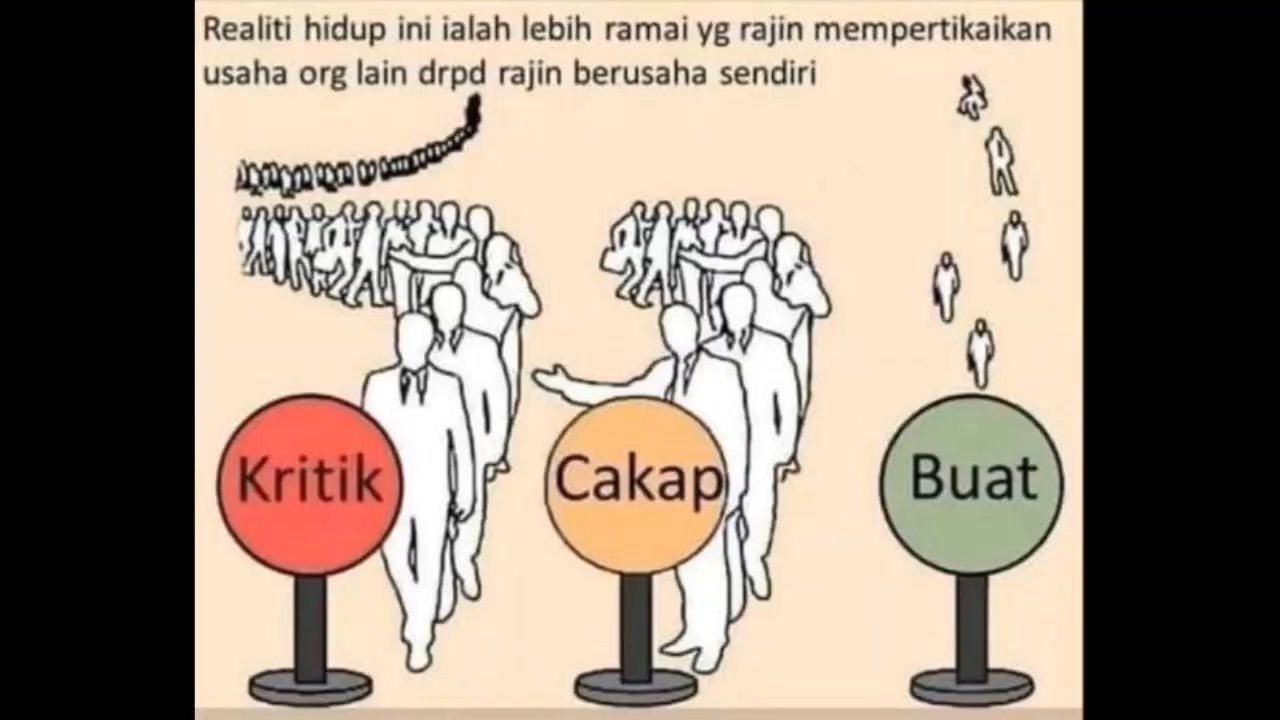 Realiti hidup ini ialah lebih ramai yg rajin mempertikaikan
usaha org lain drpd rajin berusaha sendiri
Kritik
Cakap
Buat